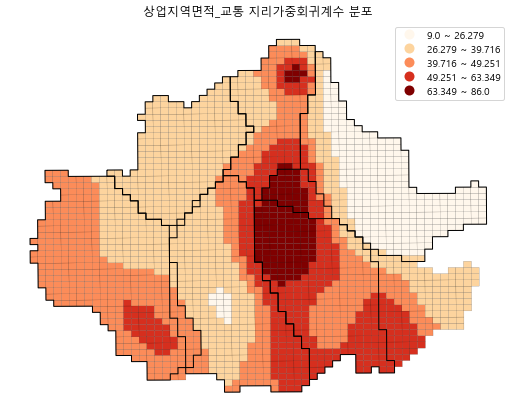 상업지역면적_교통 지리가중회귀계수 분포
9.0 ~ 26.279
26.279 ~ 39.716
39.716 ~ 49.251
49.251 ~ 63.349
63.349 ~ 86.0